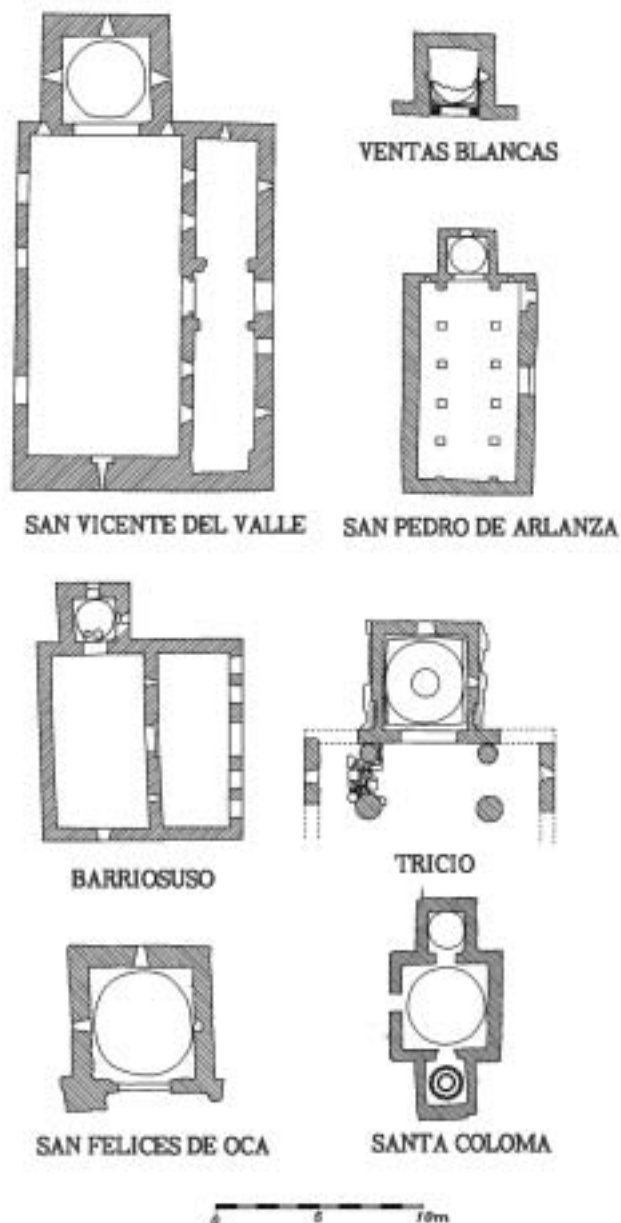 VENTAS BLANCAS
SAN VICENTE DEL VALLE
SAN PEDRO DE ARLANZA
BARRIOSUSO
TRICIO
SAN FELICES DE OCA
SANTA COLOMA
0 5 10m